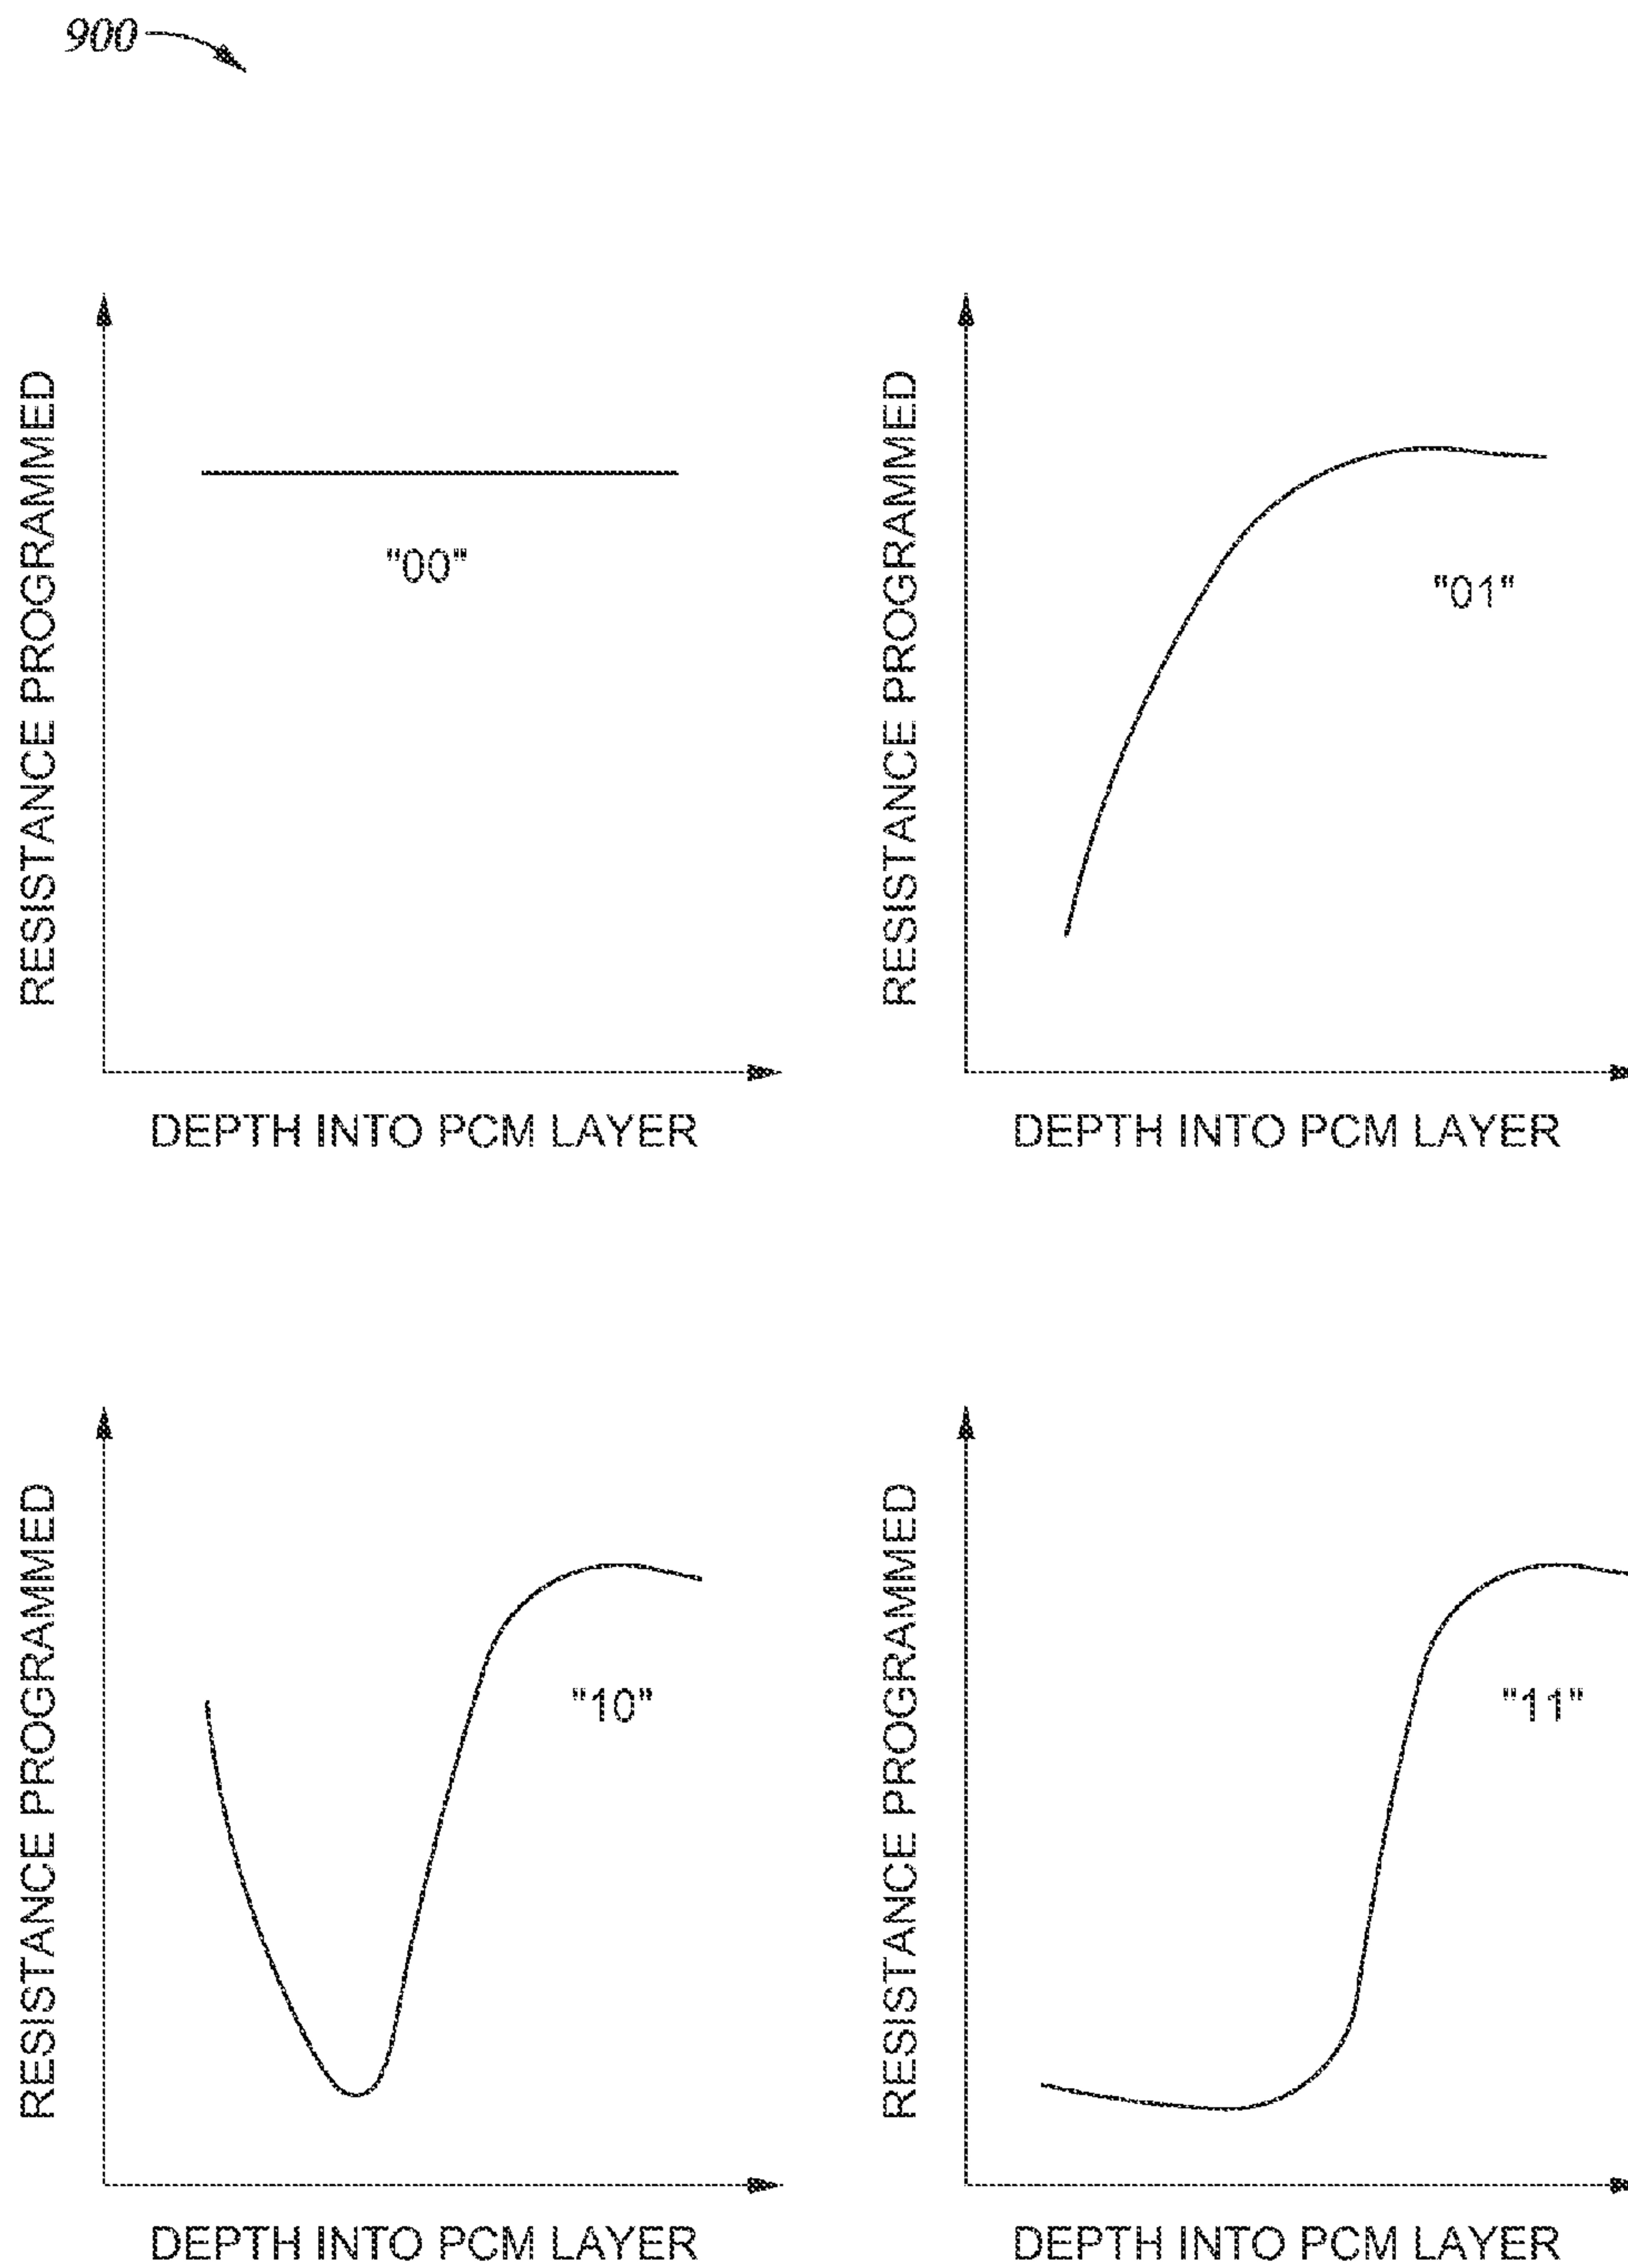 900
RESISTANCE PROGRAMMED
"00"
DEPTH INTO PCM LAYER
RESISTANCE PROGRAMMED
"01"
DEPTH INTO PCM LAYER
RESISTANCE PROGRAMMED
"10"
DEPTH INTO PCM LAYER
RESISTANCE PROGRAMMED
"11"
DEPTH INTO PCM LAYER